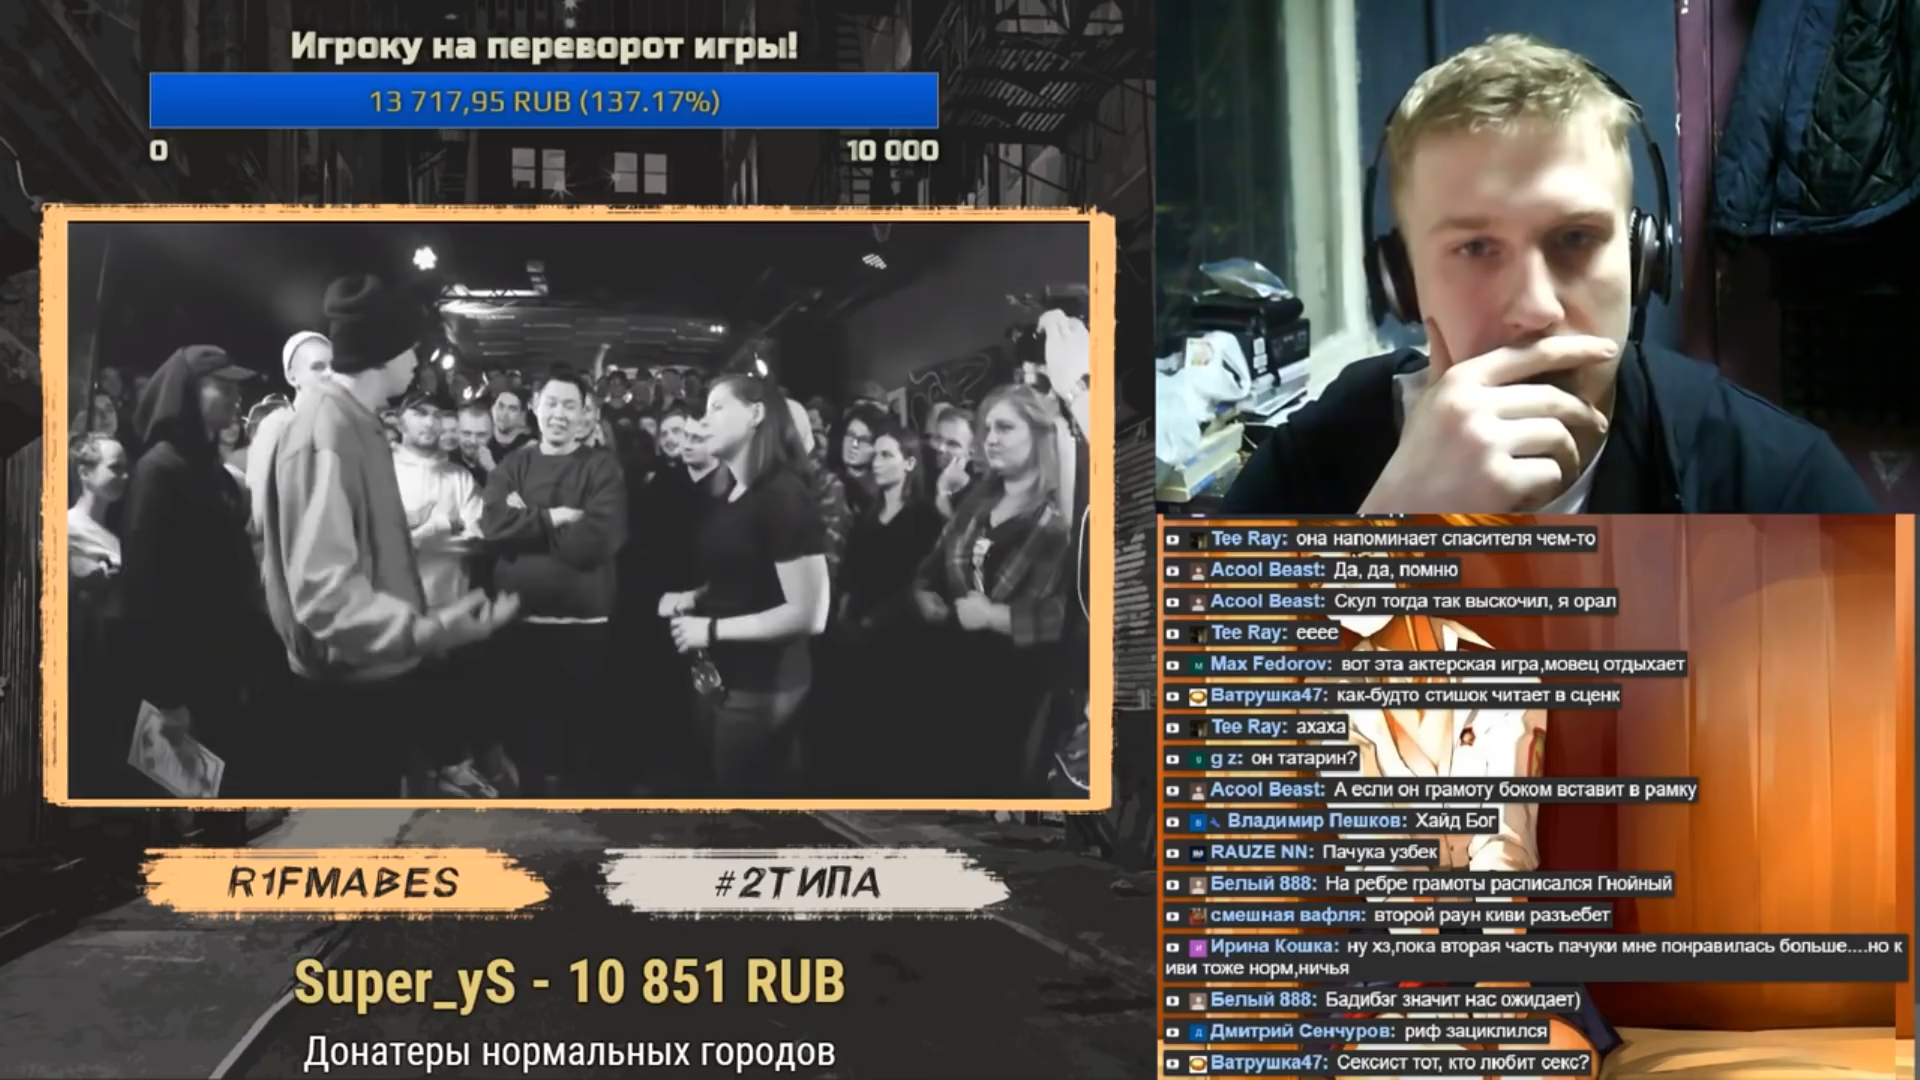 Игроку на переворот игры!
13 717,95 RUB (137.17%)
0
10 000
R1FMABES
#2ТИПА
Super_yS - 10 851 RUB
Донатеры нормальных городов
Tee Ray: она напоминает спасителя чем-то
Acool Beast: Да, да, помню
Acool Beast: Скул тогда так выскочил, я орал
Tee Ray: ееее
Max Fedorov: вот эта актерская игра,мовец отдыхает
Ватрушка47: как-будто стишок читает в сценк
Tee Ray: ахаха
g z: он татарин?
Acool Beast: А если он грамоту боком вставит в рамку
Владимир Пешков: Хайд Бог
RAUZE NN: Пачука узбек
Белый 888: На ребре грамоты расписался Гнойный
смешная вафля: второй раун киви разъебет
Ирина Кошка: ну хз,пока вторая часть пачуки мне понравилась больше....но к
иви тоже норм,ничья
Белый 888: Бадибэг значит нас ожидает)
Дмитрий Сенчуров: риф зациклился
Ватрушка47: Сексист тот, кто любит секс?